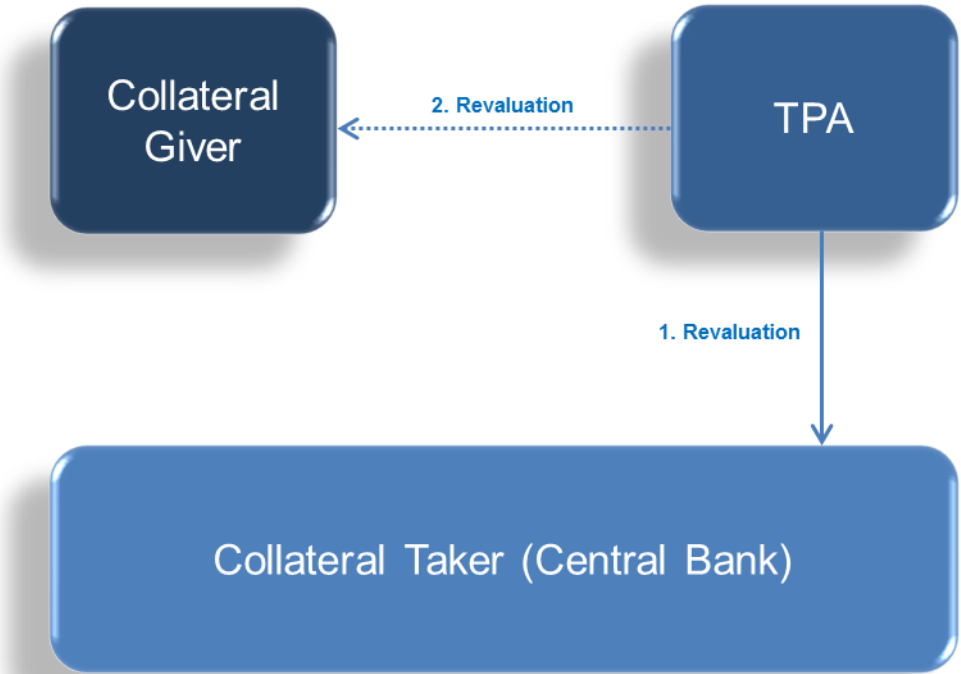 Collateral
Giver
2. Revaluation
TPA
1. Revaluation
Collateral Taker (Central Bank)